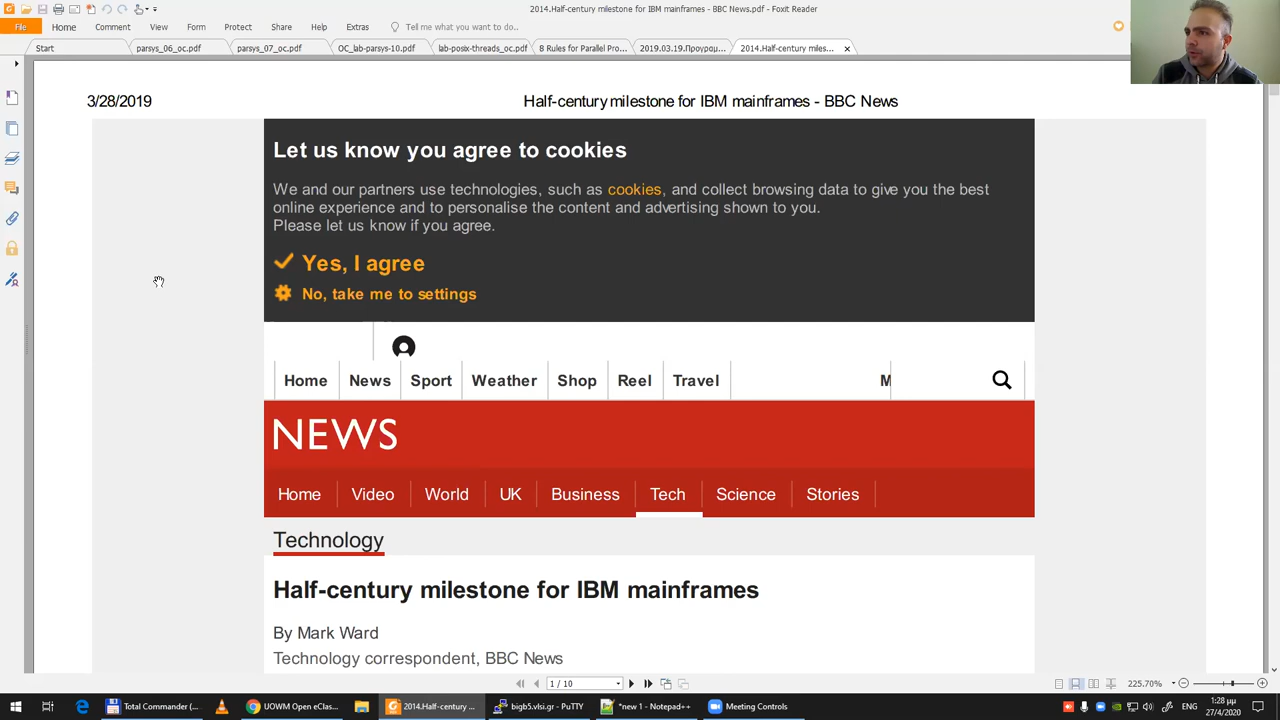 2014.Half-century milestone for IBM mainframes - BBC News.pdf - Foxit Reader
File Home Comment View Form Protect Share Help Extras Tell me what you want to do..
Start parsys_06_oc.pdf parsys_07_oc.pdf OC_lab-parsys-10.pdf lab-posix-threads_oc.pdf 8 Rules for Parallel Pro... 2019.03.19.Προγραμ... 2014.Half-century miles...
3/28/2019 Half-century milestone for IBM mainframes - BBC News
Let us know you agree to cookies
We and our partners use technologies, such as cookies, and collect browsing data to give you the best
online experience and to personalise the content and advertising shown to you.
Please let us know if you agree.
Yes, I agree
No, take me to settings
Home News Sport Weather Shop Reel Travel M
NEWS
Home Video World UK Business Tech Science Stories
Technology
Half-century milestone for IBM mainframes
By Mark Ward
Technology correspondent, BBC News
1 / 10 225.70%
Total Commander (... UOWM Open eClass... 2014.Half-century ... bigb5.vlsi.gr - PuTTY *new 1 - Notepad++ Meeting Controls ENG 1:28 μμ
27/4/2020